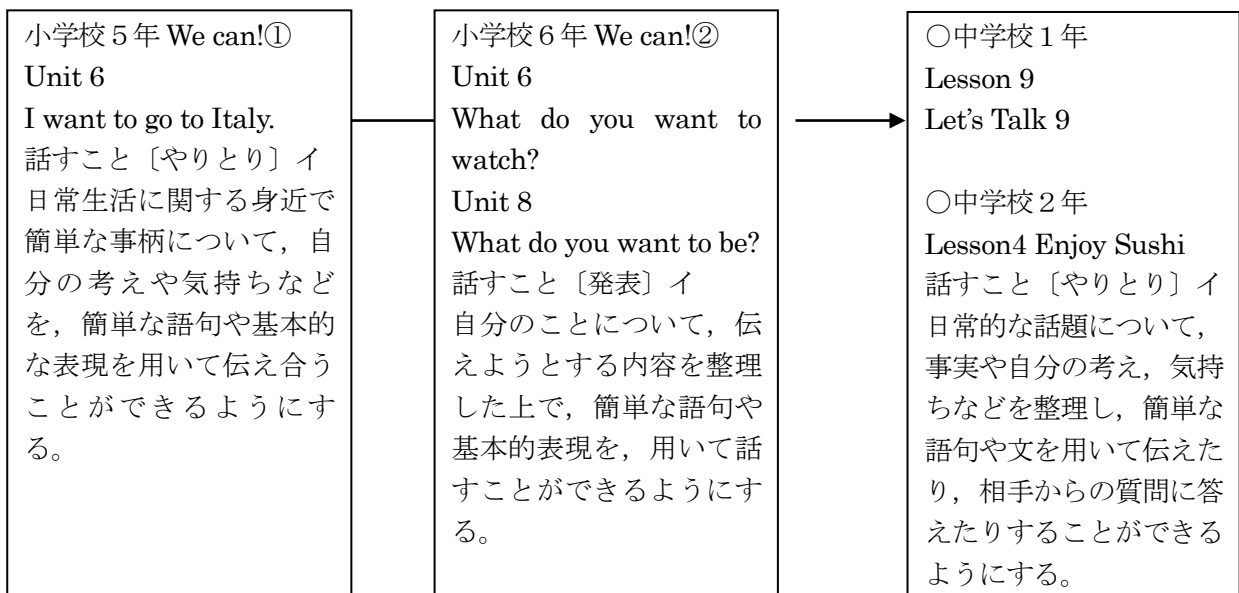 小学校５年 We can!①
Unit 6
I want to go to Italy.
話すこと〔やりとり〕イ
日常生活に関する身近で
簡単な事柄について，自
分の考えや気持ちなど
を，簡単な語句や基本的
な表現を用いて伝え合う
ことができるようにす
る。
小学校６年 We can!②
Unit 6
What do you want to
watch?
Unit 8
What do you want to be?
話すこと〔発表〕イ
自分のことについて，伝
えようとする内容を整理
した上で，簡単な語句や
基本的表現を，用いて話
すことができるようにす
る。
○中学校１年
Lesson 9
Let’s Talk 9
○中学校２年
Lesson4 Enjoy Sushi
話すこと〔やりとり〕イ
日常的な話題について，
事実や自分の考え，気持
ちなどを整理し，簡単な
語句や文を用いて伝えた
り，相手からの質問に答
えたりすることができる
ようにする。